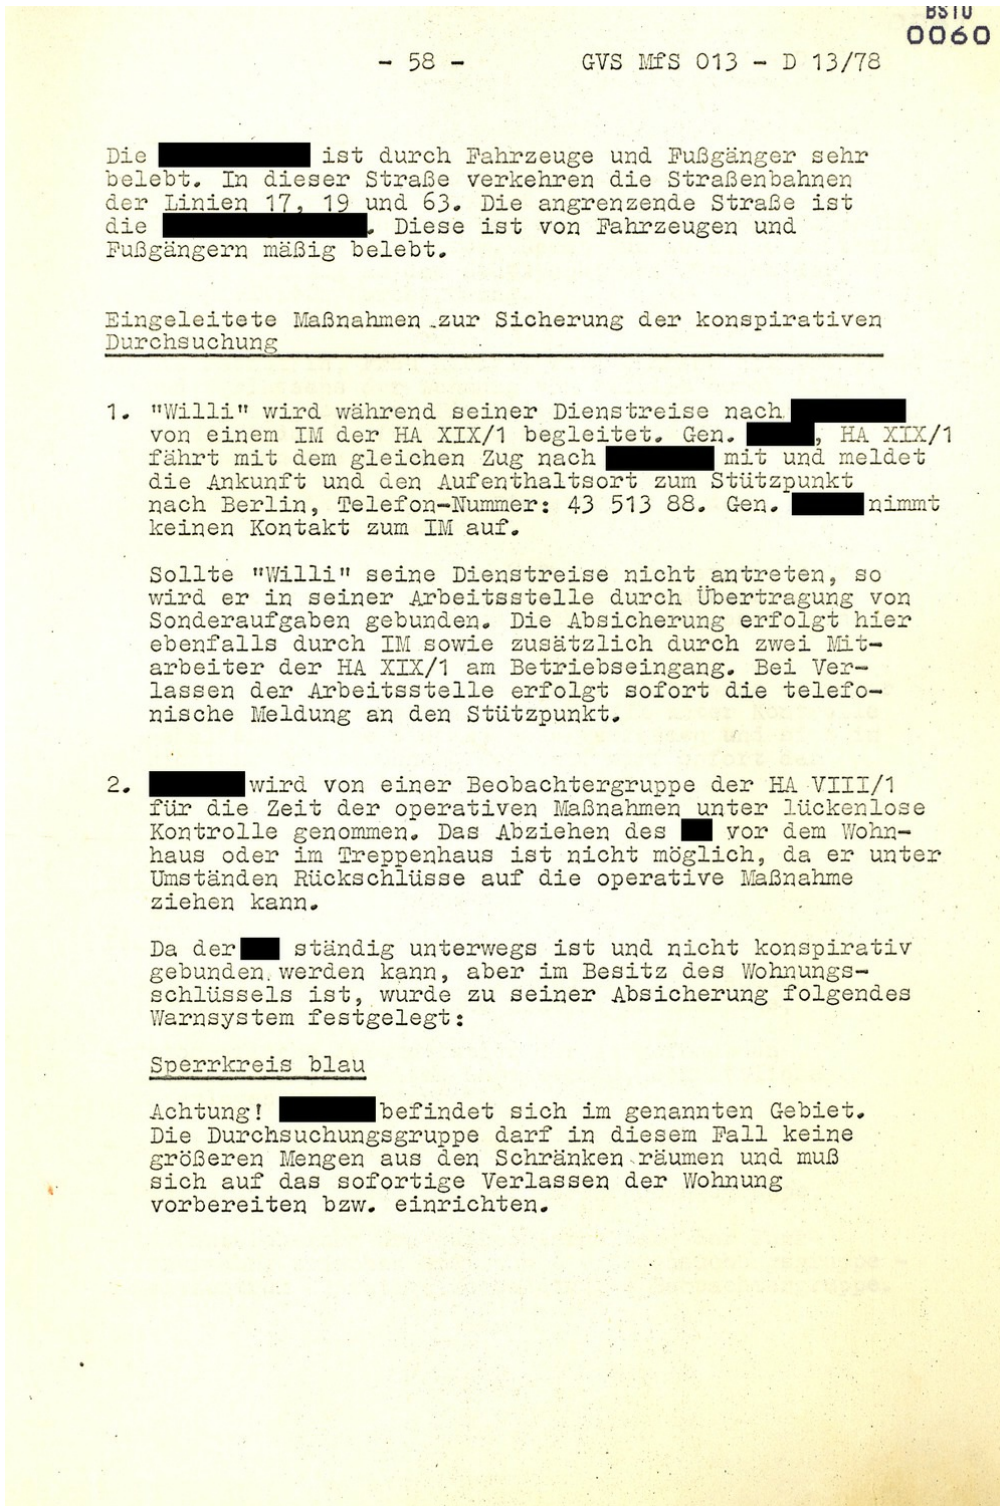 BSTU
0060
- 58 -
GVS MfS 013 - D 13/78
Die ist durch Fahrzeuge und Fußgänger sehr
belebt. In dieser Straße verkehren die Straßenbahnen
der Linien 17, 19 und 63. Die angrenzende Straße ist
die . Diese ist von Fahrzeugen und
Fußgängern mäßig belebt.
Eingeleitete Maßnahmen zur Sicherung der konspirativen
Durchsuchung
1. "Willi" wird während seiner Dienstreise nach
von einem IM der HA XIX/1 begleitet. Gen. , HA XIX/1
fährt mit dem gleichen Zug nach mit und meldet
die Ankunft und den Aufenthaltsort zum Stützpunkt
nach Berlin, Telefon-Nummer: 43 513 88. Gen. nimmt
keinen Kontakt zum IM auf.
Sollte "Willi" seine Dienstreise nicht antreten, so
wird er in seiner Arbeitsstelle durch Übertragung von
Sonderaufgaben gebunden. Die Absicherung erfolgt hier
ebenfalls durch IM sowie zusätzlich durch zwei Mit-
arbeiter der HA XIX/1 am Betriebseingang. Bei Ver-
lassen der Arbeitsstelle erfolgt sofort die telefo-
nische Meldung an den Stützpunkt.
2. wird von einer Beobachtergruppe der HA VIII/1
für die Zeit der operativen Maßnahmen unter lückenlose
Kontrolle genommen. Das Abziehen des vor dem Wohn-
haus oder im Treppenhaus ist nicht möglich, da er unter
Umständen Rückschlüsse auf die operative Maßnahme
ziehen kann.
Da der ständig unterwegs ist und nicht konspirativ
gebunden werden kann, aber im Besitz des Wohnungs-
schlüssels ist, wurde zu seiner Absicherung folgendes
Warnsystem festgelegt:
Sperrkreis blau
Achtung! befindet sich im genannten Gebiet.
Die Durchsuchungsgruppe darf in diesem Fall keine
größeren Mengen aus den Schränken räumen und muß
sich auf das sofortige Verlassen der Wohnung
vorbereiten bzw. einrichten.